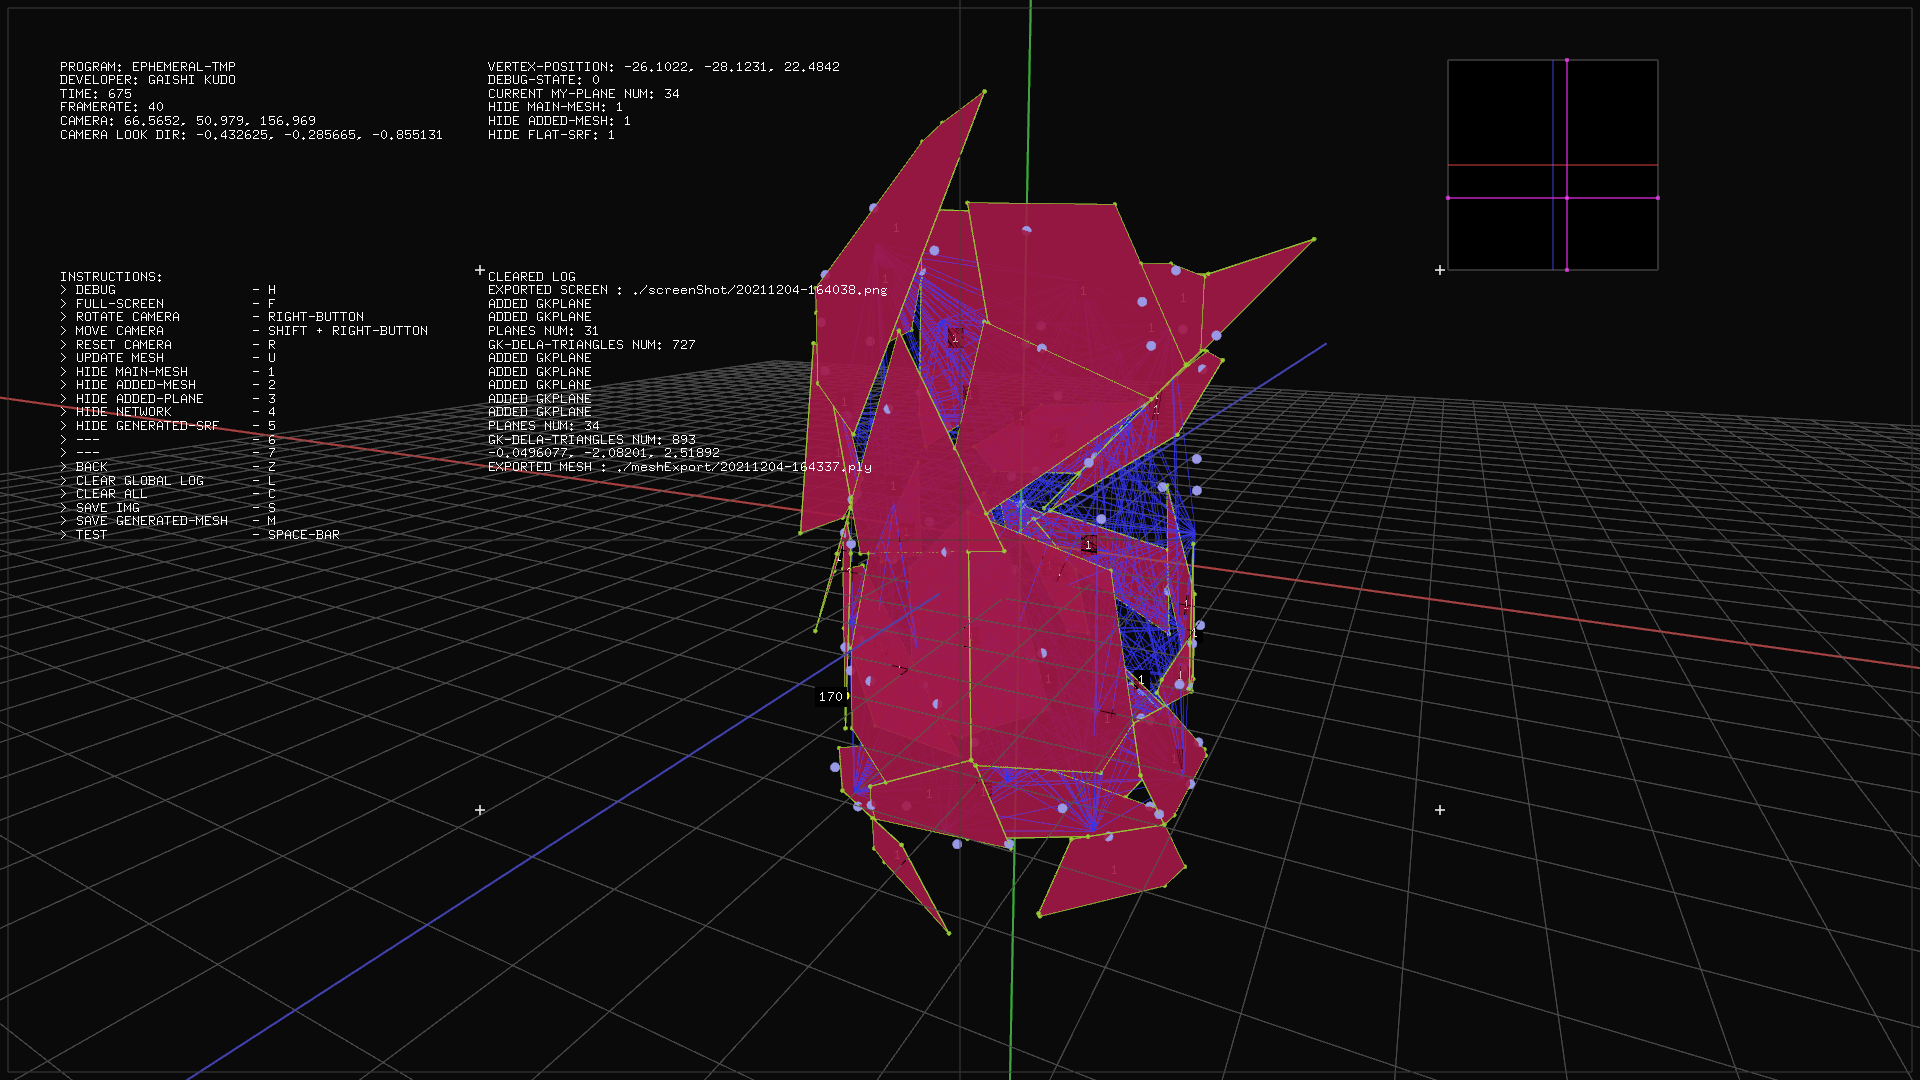 PROGRAM: EPHEMERAL-TMP
DEVELOPER: GAISHI KUDO
TIME: 675
FRAMERATE: 40
CAMERA: 66.5652, 50.979, 156.969
CAMERA LOOK DIR: -0.432625, -0.285665, -0.855131
VERTEX-POSITION: -26.1022, -28.1231, 22.4842
DEBUG-STATE: 0
CURRENT MY-PLANE NUM: 34
HIDE MAIN-MESH: 1
HIDE ADDED-MESH: 1
HIDE FLAT-SRF: 1
INSTRUCTIONS:
> DEBUG - H
> FULL-SCREEN - F
> ROTATE CAMERA - RIGHT-BUTTON
> MOVE CAMERA - SHIFT + RIGHT-BUTTON
> RESET CAMERA - R
> UPDATE MESH - U
> HIDE MAIN-MESH - 1
> HIDE ADDED-MESH - 2
> HIDE ADDED-PLANE - 3
> HIDE NETWORK - 4
> HIDE GENERATED-SRF - 5
> --- - 6
> --- - 7
> BACK - Z
> CLEAR GLOBAL LOG - L
> CLEAR ALL - C
> SAVE IMG - S
> SAVE GENERATED-MESH - M
> TEST - SPACE-BAR
CLEARED LOG
EXPORTED SCREEN : ./screenShot/20211204-164038.png
ADDED GKPLANE
ADDED GKPLANE
PLANES NUM: 31
GK-DELA-TRIANGLES NUM: 727
ADDED GKPLANE
ADDED GKPLANE
ADDED GKPLANE
ADDED GKPLANE
ADDED GKPLANE
PLANES NUM: 34
GK-DELA-TRIANGLES NUM: 893
-0.0496077, -2.08201, 2.51892
EXPORTED MESH : ./meshExport/20211204-164337.ply
1
1
1
170